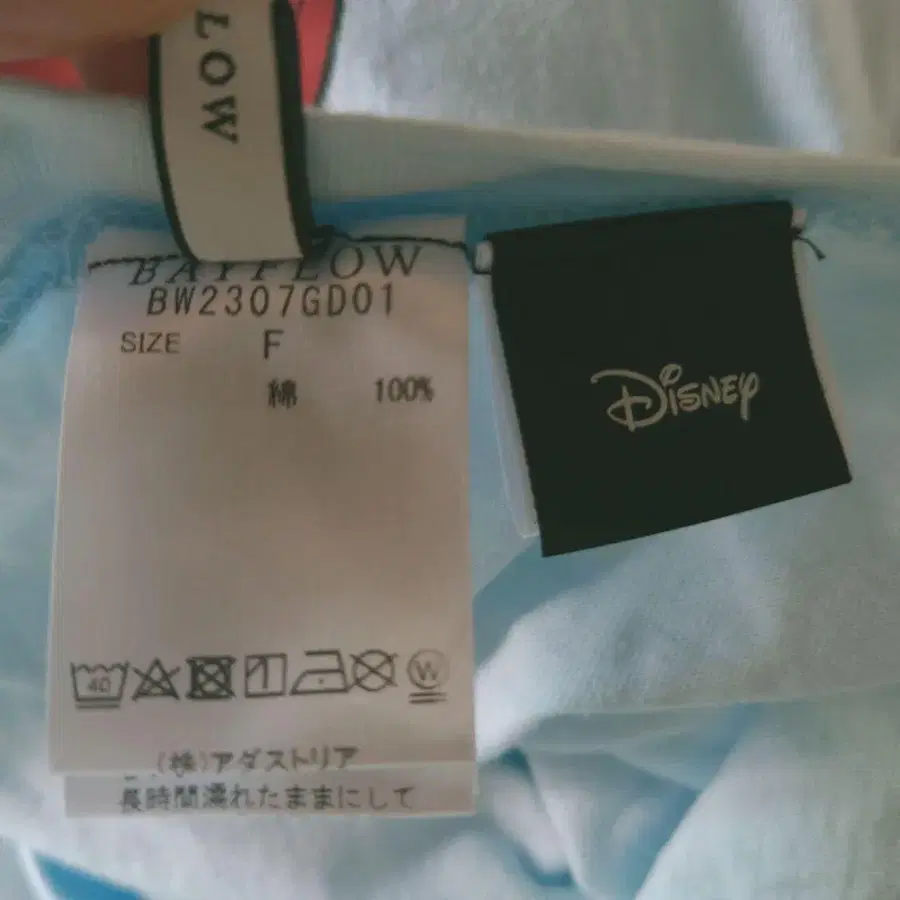 LOW
BAYFLOW
BW2307GD01
SIZE F
綿 100%
Disney
40
W
(株)アダストリア
長時間濡れたままにして